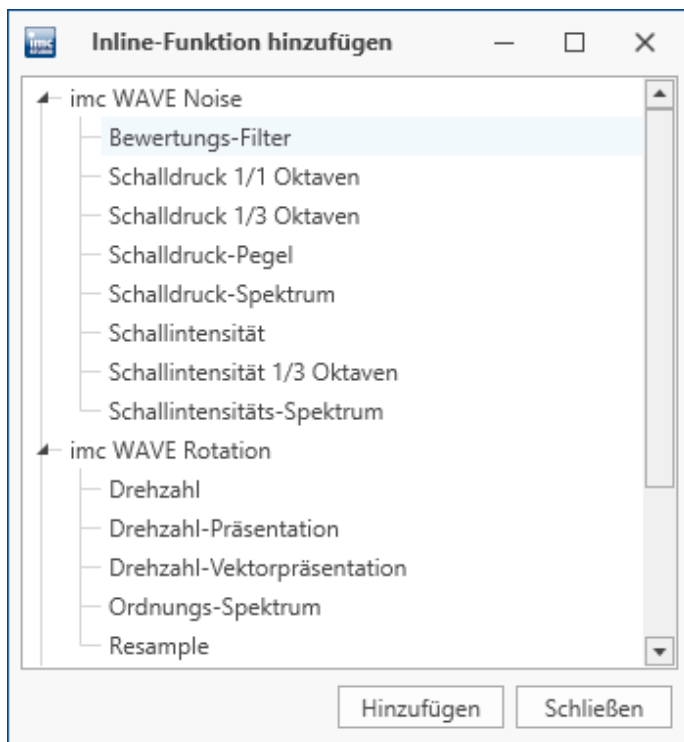 imc
Inline-Funktion hinzufügen
imc WAVE Noise
Bewertungs-Filter
Schalldruck 1/1 Oktaven
Schalldruck 1/3 Oktaven
Schalldruck-Pegel
Schalldruck-Spektrum
Schallintensität
Schallintensität 1/3 Oktaven
Schallintensitäts-Spektrum
imc WAVE Rotation
Drehzahl
Drehzahl-Präsentation
Drehzahl-Vektorpräsentation
Ordnungs-Spektrum
Resample
Hinzufügen Schließen